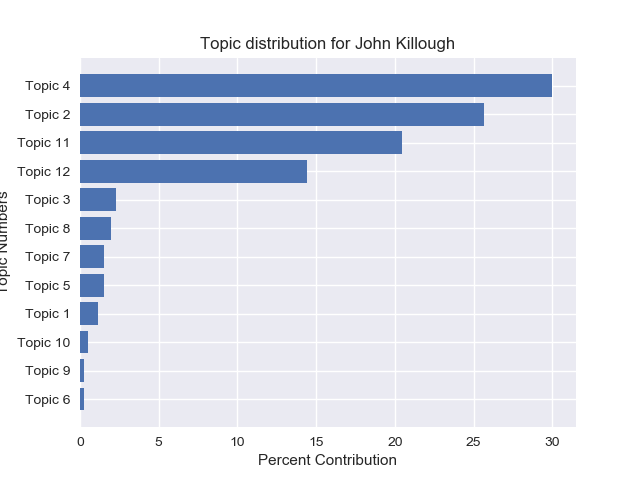 Topic distribution for John Killough
Topic 4
Topic 2
Topic 11
Topic 12
Topic 3
Topic 8
Topic 7
Topic 5
Topic 1
Topic 10
Topic 9
Topic 6
Topic Numbers
0 5 10 15 20 25 30
Percent Contribution